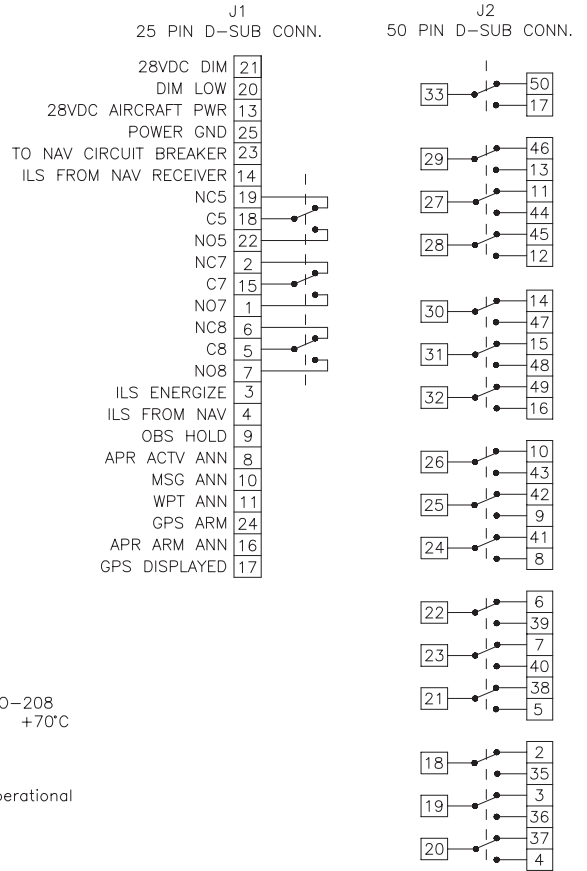 J1
25 PIN D-SUB CONN.
28VDC DIM 21
DIM LOW 20
28VDC AIRCRAFT PWR 13
POWER GND 25
TO NAV CIRCUIT BREAKER 23
ILS FROM NAV RECEIVER 14
NC5 19
C5 18
NO5 22
NC7 2
C7 15
NO7 1
NC8 6
C8 5
NO8 7
ILS ENERGIZE 3
ILS FROM NAV 4
OBS HOLD 9
APR ACTV ANN 8
MSG ANN 10
WPT ANN 11
GPS ARM 24
APR ARM ANN 16
GPS DISPLAYED 17
O-208
+70°C
perational
J2
50 PIN D-SUB CONN.
33 50
17
29 46
13
27 11
44
28 45
12
30 14
47
31 15
48
32 49
16
26 10
43
25 42
9
24 41
8
22 6
39
23 7
40
21 38
5
18 2
35
19 3
36
20 37
4